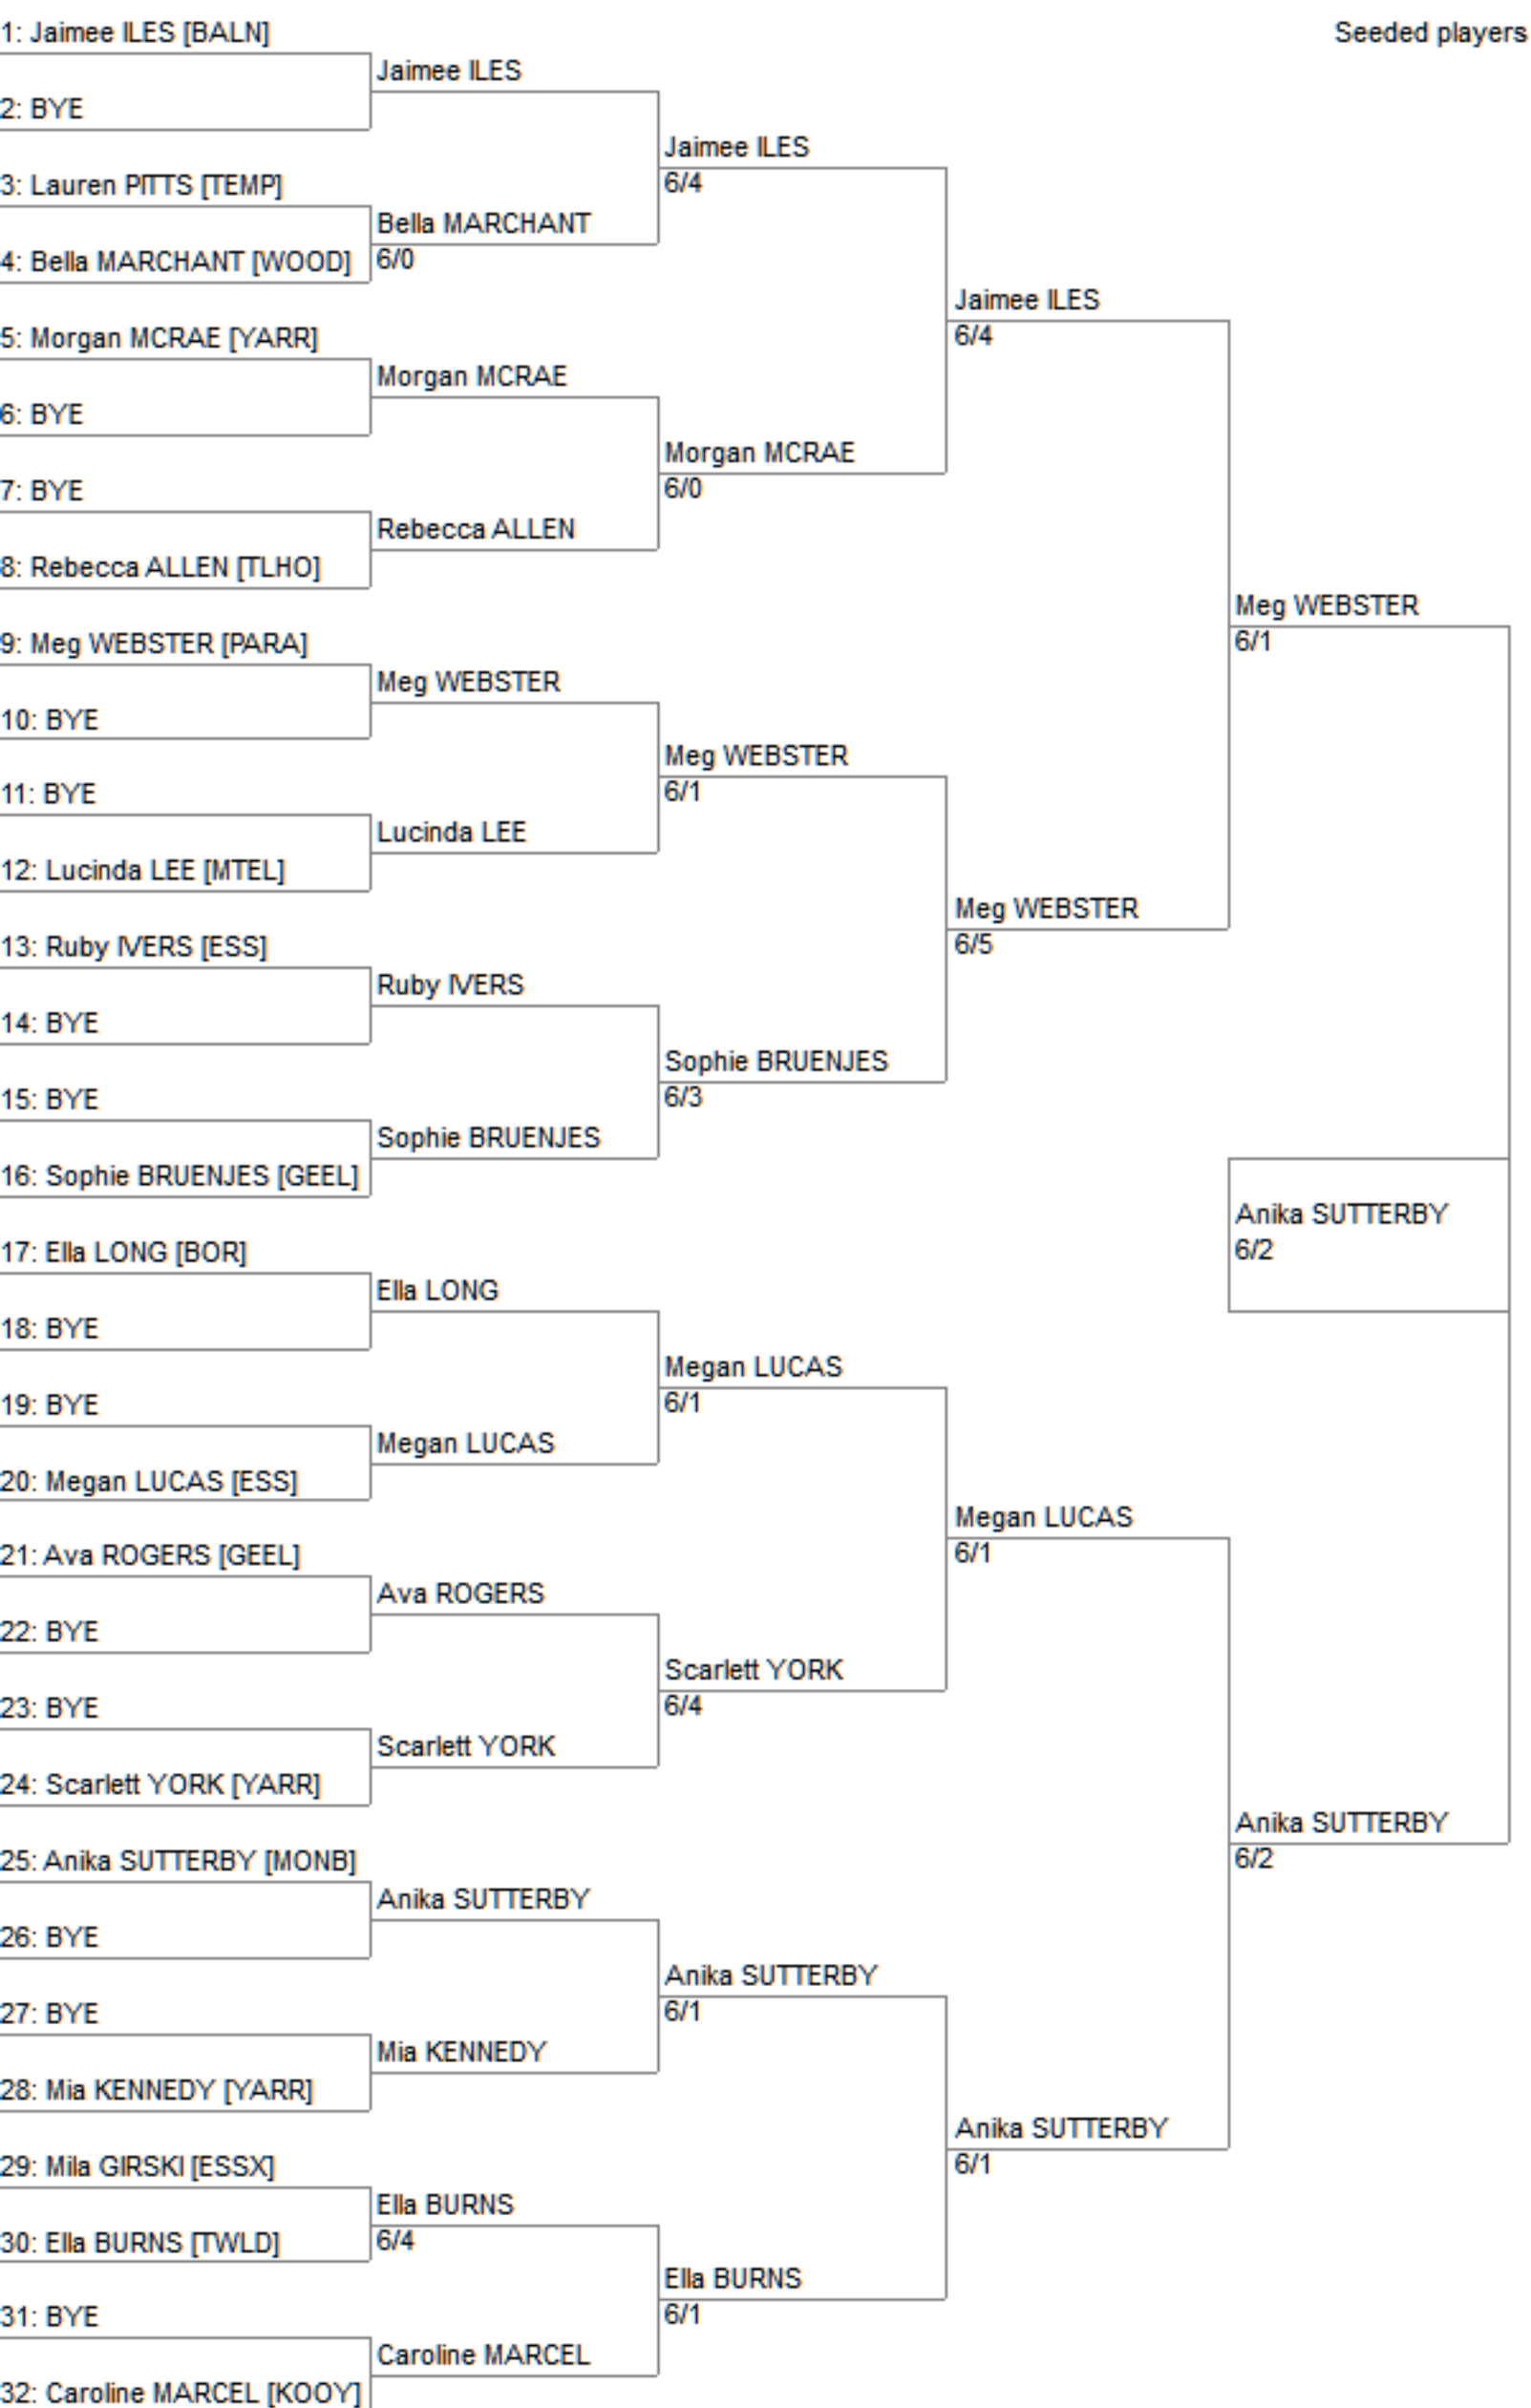 1: Jaimee ILES [BALN]
Seeded players
Jaimee ILES
2: BYE
Jaimee ILES
6/4
3: Lauren PITTS [TEMP]
Bella MARCHANT
6/0
4: Bella MARCHANT [WOOD]
Jaimee ILES
6/4
5: Morgan MCRAE [YARR]
Morgan MCRAE
6: BYE
Morgan MCRAE
6/0
7: BYE
Rebecca ALLEN
8: Rebecca ALLEN [TLHO]
Meg WEBSTER
6/1
9: Meg WEBSTER [PARA]
Meg WEBSTER
10: BYE
Meg WEBSTER
6/1
11: BYE
Lucinda LEE
12: Lucinda LEE [MTEL]
Meg WEBSTER
6/5
13: Ruby IVERS [ESS]
Ruby IVERS
14: BYE
Sophie BRUENJES
6/3
15: BYE
Sophie BRUENJES
16: Sophie BRUENJES [GEEL]
Anika SUTTERBY
6/2
17: Ella LONG [BOR]
Ella LONG
18: BYE
Megan LUCAS
6/1
19: BYE
Megan LUCAS
20: Megan LUCAS [ESS]
Megan LUCAS
6/1
21: Ava ROGERS [GEEL]
Ava ROGERS
22: BYE
Scarlett YORK
6/4
23: BYE
Scarlett YORK
24: Scarlett YORK [YARR]
Anika SUTTERBY
6/2
25: Anika SUTTERBY [MONB]
Anika SUTTERBY
26: BYE
Anika SUTTERBY
6/1
27: BYE
Mia KENNEDY
28: Mia KENNEDY [YARR]
Anika SUTTERBY
6/1
29: Mila GIRSKI [ESSX]
Ella BURNS
6/4
30: Ella BURNS [TWLD]
Ella BURNS
6/1
31: BYE
Caroline MARCEL
32: Caroline MARCEL [KOOY]